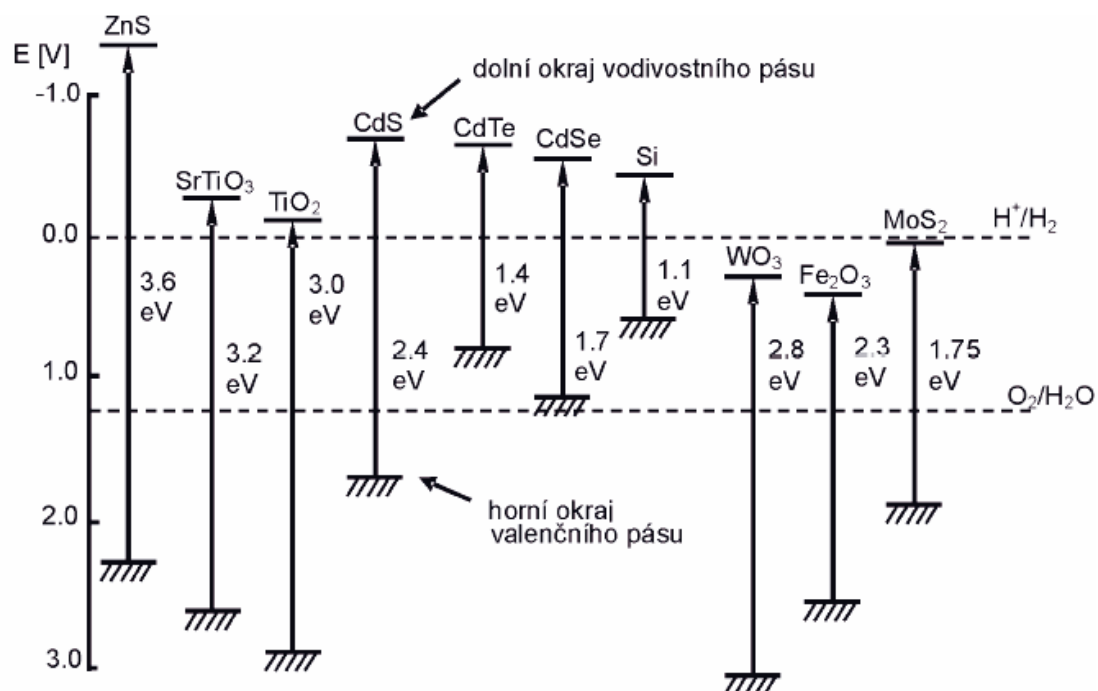 ZnS
E [V]
dolní okraj vodivostního pásu
-1.0
CdS
CdTe
CdSe
Si
SrTiO₃
TiO₂
H⁺/H₂
0.0
MoS₂
WO₃
Fe₂O₃
3.6
eV
3.0
eV
1.4
eV
1.1
eV
3.2
eV
2.4
eV
1.7
eV
2.8
eV
2.3
eV
1.75
eV
1.0
O₂/H₂O
horní okraj
valenčního pásu
2.0
3.0